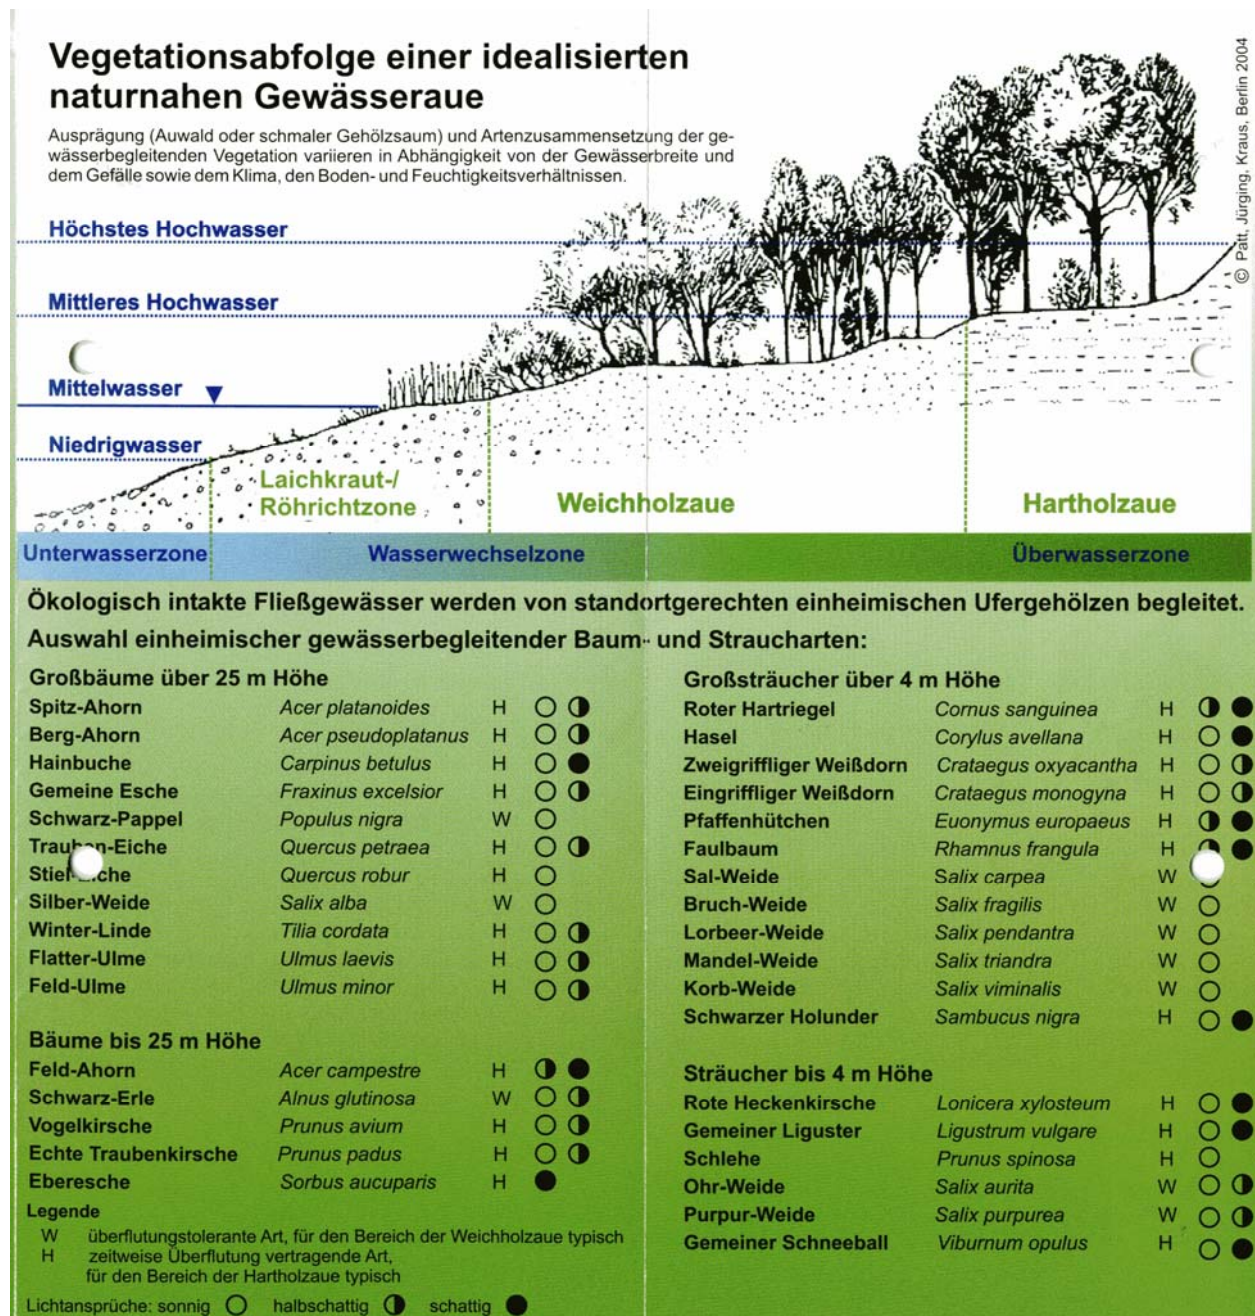 Vegetationsabfolge einer idealisierten
naturnahen Gewässeraue
Ausprägung (Auwald oder schmaler Gehölzsaum) und Artenzusammensetzung der ge-
wässerbegleitenden Vegetation variieren in Abhängigkeit von der Gewässerbreite und
dem Gefälle sowie dem Klima, den Boden- und Feuchtigkeitsverhältnissen.
© Patt, Jürging, Kraus, Berlin 2004
Höchstes Hochwasser
Mittleres Hochwasser
Mittelwasser
Niedrigwasser
Laichkraut-/
Röhrichtzone
Weichholzaue
Hartholzaue
Unterwasserzone
Wasserwechselzone
Überwasserzone
Ökologisch intakte Fließgewässer werden von standortgerechten einheimischen Ufergehölzen begleitet.
Auswahl einheimischer gewässerbegleitender Baum- und Straucharten:
Großbäume über 25 m Höhe
Spitz-Ahorn Acer platanoides H
Berg-Ahorn Acer pseudoplatanus H
Hainbuche Carpinus betulus H
Gemeine Esche Fraxinus excelsior H
Schwarz-Pappel Populus nigra W
Trauben-Eiche Quercus petraea H
Stiel-Eiche Quercus robur H
Silber-Weide Salix alba W
Winter-Linde Tilia cordata H
Flatter-Ulme Ulmus laevis H
Feld-Ulme Ulmus minor H
Bäume bis 25 m Höhe
Feld-Ahorn Acer campestre H
Schwarz-Erle Alnus glutinosa W
Vogelkirsche Prunus avium H
Echte Traubenkirsche Prunus padus H
Eberesche Sorbus aucuparis H
Legende
W überflutungstolerante Art, für den Bereich der Weichholzaue typisch
H zeitweise Überflutung vertragende Art,
für den Bereich der Hartholzaue typisch
Lichtansprüche: sonnig halbschattig schattig
Großsträucher über 4 m Höhe
Roter Hartriegel Cornus sanguinea H
Hasel Corylus avellana H
Zweigriffliger Weißdorn Crataegus oxyacantha H
Eingriffliger Weißdorn Crataegus monogyna H
Pfaffenhütchen Euonymus europaeus H
Faulbaum Rhamnus frangula H
Sal-Weide Salix carpea W
Bruch-Weide Salix fragilis W
Lorbeer-Weide Salix pendantra W
Mandel-Weide Salix triandra W
Korb-Weide Salix viminalis W
Schwarzer Holunder Sambucus nigra H
Sträucher bis 4 m Höhe
Rote Heckenkirsche Lonicera xylosteum H
Gemeiner Liguster Ligustrum vulgare H
Schlehe Prunus spinosa H
Ohr-Weide Salix aurita W
Purpur-Weide Salix purpurea W
Gemeiner Schneeball Viburnum opulus H